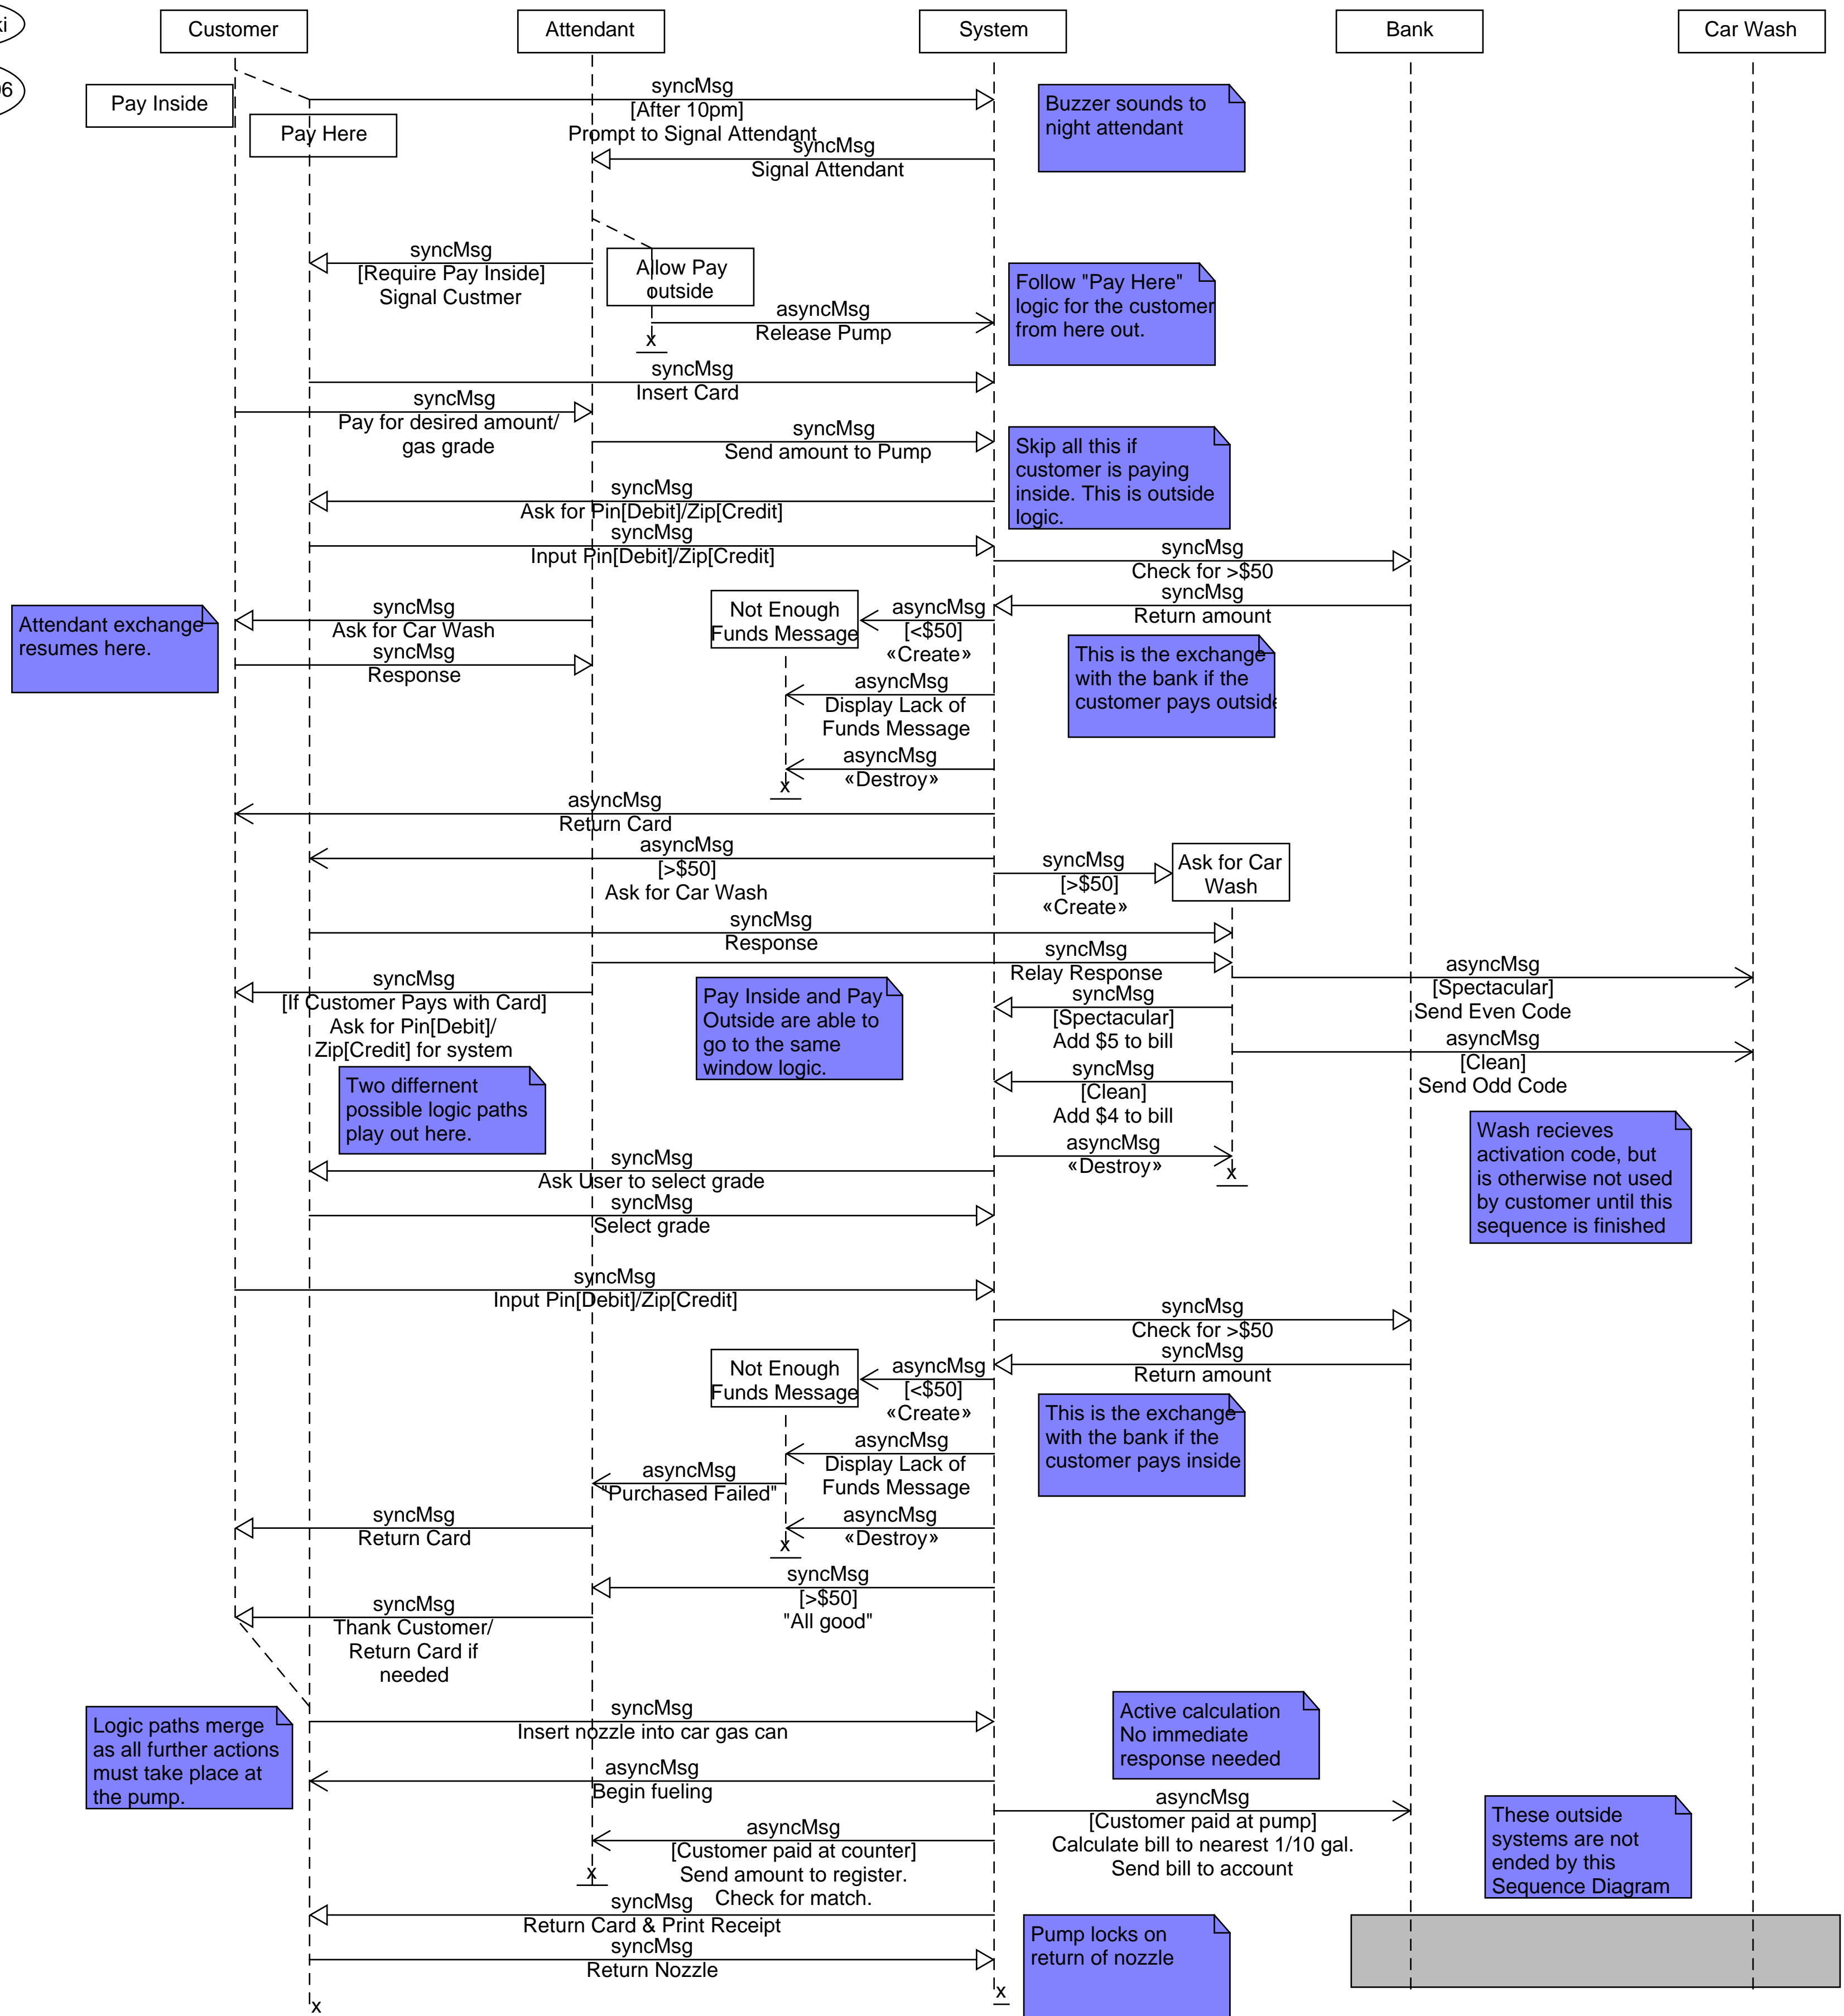 ki
Customer
Attendant
System
Bank
Car Wash
06
Pay Inside
Pay Here
syncMsg
[After 10pm]
Prompt to Signal Attendant
Buzzer sounds to
night attendant
syncMsg
Signal Attendant
syncMsg
[Require Pay Inside]
Signal Custmer
Allow Pay
outside
Follow "Pay Here"
logic for the customer
from here out.
asyncMsg
Release Pump
x
syncMsg
Insert Card
syncMsg
Pay for desired amount/
gas grade
syncMsg
Send amount to Pump
Skip all this if
customer is paying
inside. This is outside
logic.
syncMsg
Ask for Pin[Debit]/Zip[Credit]
syncMsg
Input Pin[Debit]/Zip[Credit]
syncMsg
Check for >$50
syncMsg
Return amount
Attendant exchange
resumes here.
syncMsg
Ask for Car Wash
syncMsg
Response
Not Enough
Funds Message
asyncMsg
[<$50]
«Create»
This is the exchange
with the bank if the
customer pays outside
asyncMsg
Display Lack of
Funds Message
asyncMsg
«Destroy»
x
asyncMsg
Return Card
asyncMsg
[>$50]
Ask for Car Wash
syncMsg
[>$50]
«Create»
Ask for Car
Wash
syncMsg
Response
syncMsg
Relay Response
syncMsg
[If Customer Pays with Card]
Ask for Pin[Debit]/
Zip[Credit] for system
Pay Inside and Pay
Outside are able to
go to the same
window logic.
syncMsg
[Spectacular]
Add $5 to bill
asyncMsg
[Spectacular]
Send Even Code
asyncMsg
[Clean]
Send Odd Code
syncMsg
[Clean]
Add $4 to bill
Two differnent
possible logic paths
play out here.
Wash recieves
activation code, but
is otherwise not used
by customer until this
sequence is finished
asyncMsg
«Destroy»
x
syncMsg
Ask User to select grade
syncMsg
Select grade
syncMsg
Input Pin[Debit]/Zip[Credit]
syncMsg
Check for >$50
syncMsg
Return amount
Not Enough
Funds Message
asyncMsg
[<$50]
«Create»
This is the exchange
with the bank if the
customer pays inside
asyncMsg
Display Lack of
Funds Message
asyncMsg
"Purchased Failed"
syncMsg
Return Card
asyncMsg
«Destroy»
x
syncMsg
[>$50]
"All good"
syncMsg
Thank Customer/
Return Card if
needed
Logic paths merge
as all further actions
must take place at
the pump.
syncMsg
Insert nozzle into car gas can
Active calculation
No immediate
response needed
asyncMsg
Begin fueling
asyncMsg
[Customer paid at pump]
Calculate bill to nearest 1/10 gal.
Send bill to account
These outside
systems are not
ended by this
Sequence Diagram
asyncMsg
[Customer paid at counter]
Send amount to register.
Check for match.
x
syncMsg
Return Card & Print Receipt
syncMsg
Return Nozzle
Pump locks on
return of nozzle
x
x